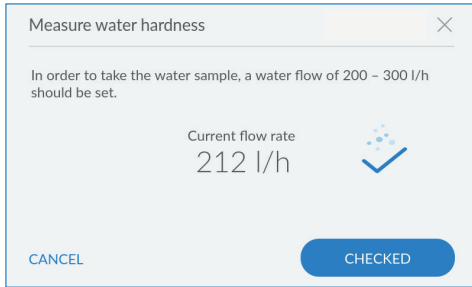 Measure water hardness
In order to take the water sample, a water flow of 200 – 300 l/h
should be set.
Current flow rate
212 l/h
CANCEL
CHECKED